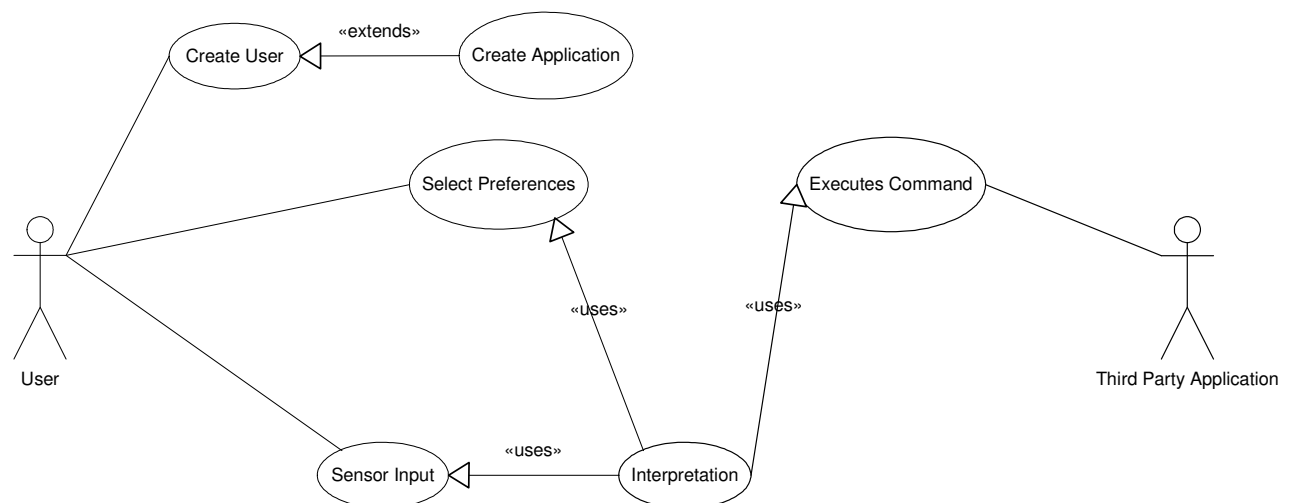 «extends»
Create User
Create Application
Select Preferences
Executes Command
«uses»
«uses»
User
Third Party Application
«uses»
Sensor Input
Interpretation